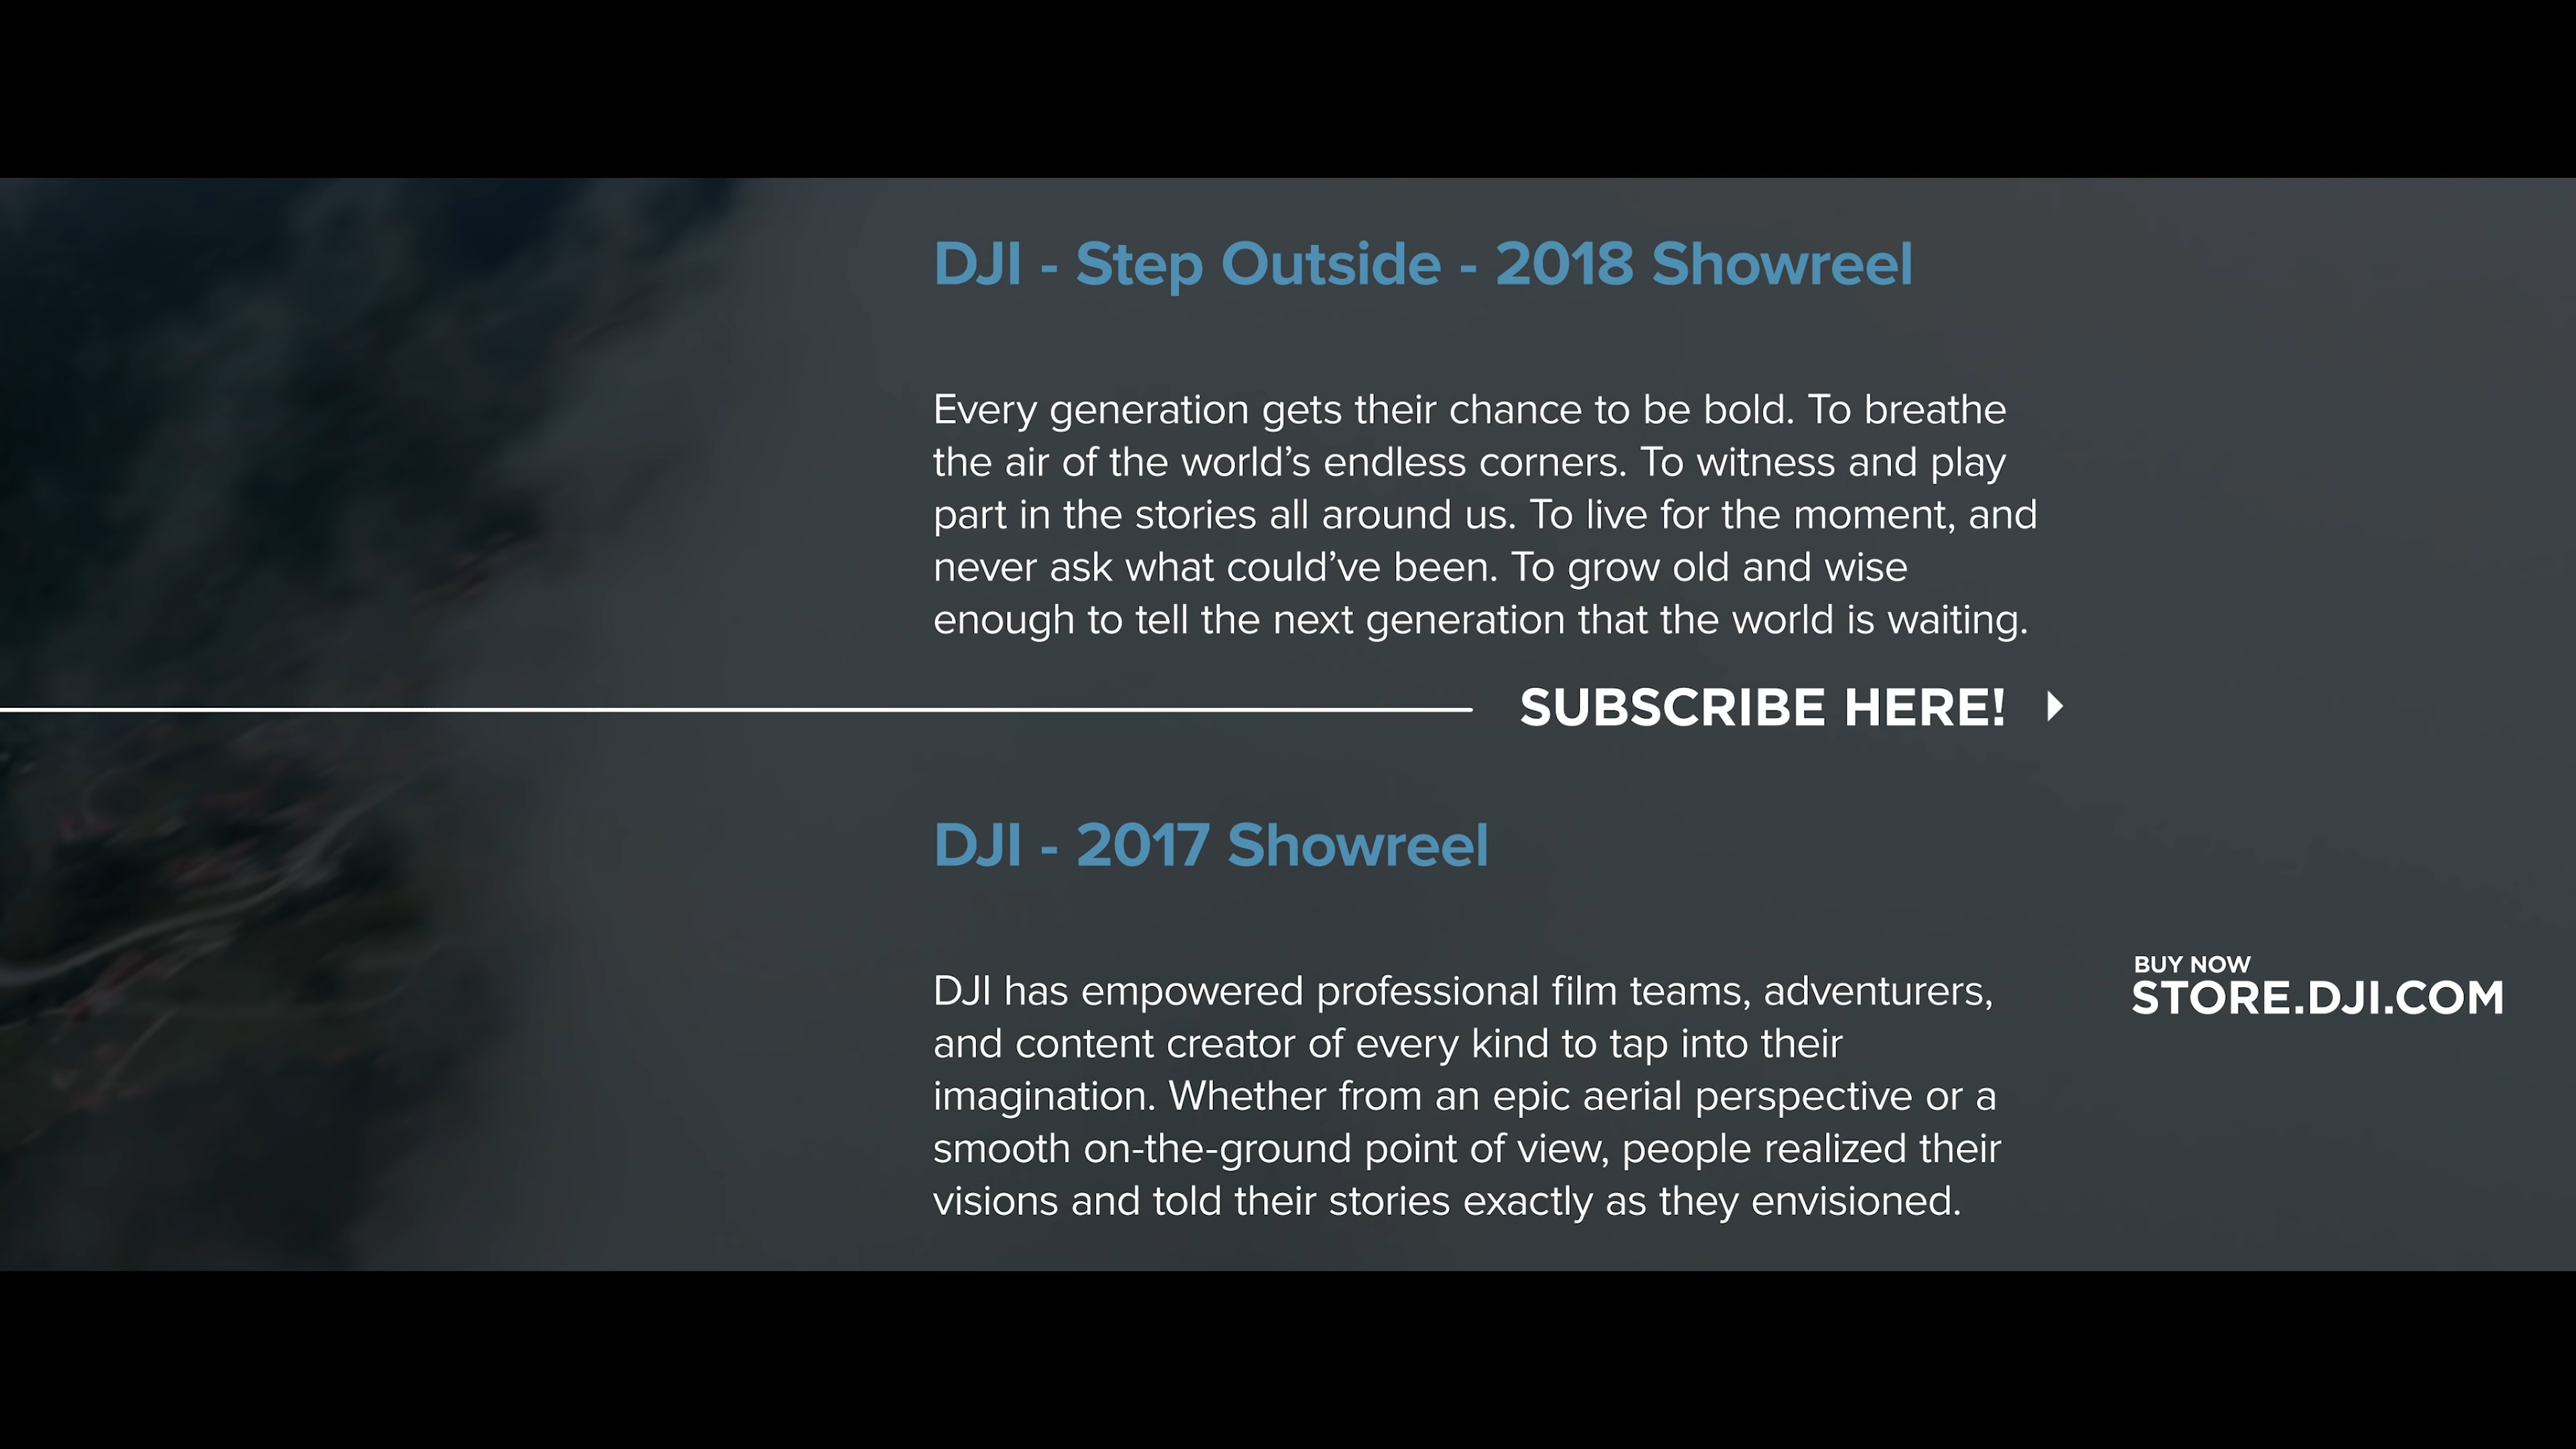 DJI - Step Outside - 2018 Showreel
Every generation gets their chance to be bold. To breathe
the air of the world’s endless corners. To witness and play
part in the stories all around us. To live for the moment, and
never ask what could’ve been. To grow old and wise
enough to tell the next generation that the world is waiting.
SUBSCRIBE HERE!
DJI - 2017 Showreel
DJI has empowered professional film teams, adventurers,
and content creator of every kind to tap into their
imagination. Whether from an epic aerial perspective or a
smooth on-the-ground point of view, people realized their
visions and told their stories exactly as they envisioned.
BUY NOW
STORE.DJI.COM